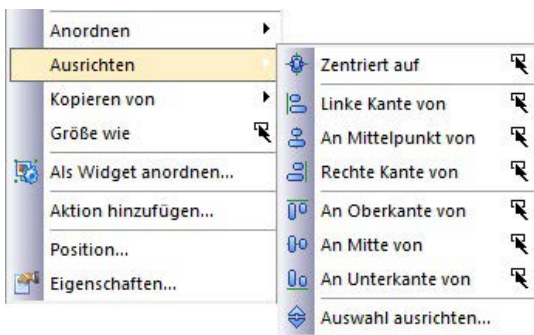 Anordnen
Ausrichten
Kopieren von
Größe wie
Als Widget anordnen...
Aktion hinzufügen...
Position...
Eigenschaften...
Zentriert auf
Linke Kante von
An Mittelpunkt von
Rechte Kante von
An Oberkante von
An Mitte von
An Unterkante von
Auswahl ausrichten...